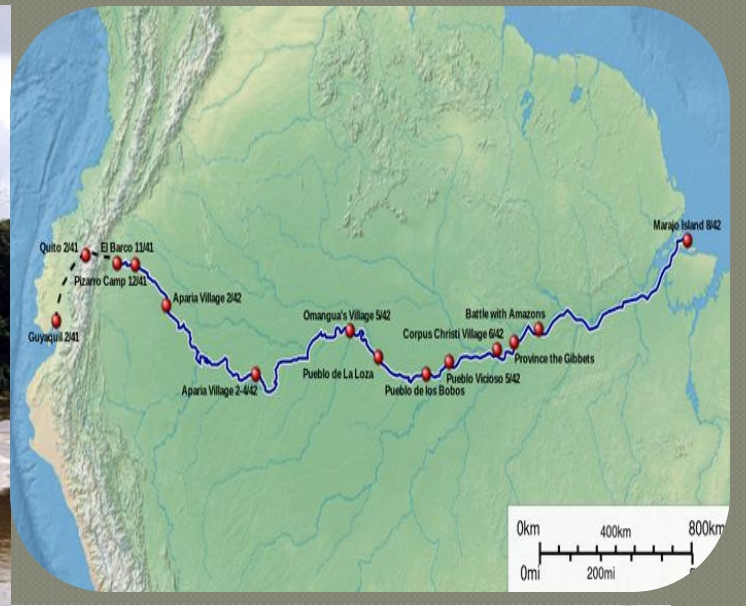 Marajo Island 8/42
Quito 2/41
El Barco 11/41
Pizarro Camp 12/41
Aparia Village 2/42
Guyaquil 2/41
Omangua's Village 5/42
Battle with Amazons
Corpus Christi Village 6/42
Province the Gibbets
Pueblo de La Loza
Pueblo Vicioso 5/42
Aparia Village 2-4/42
Pueblo de los Bobos
0km 400km 800km
0mi 200mi